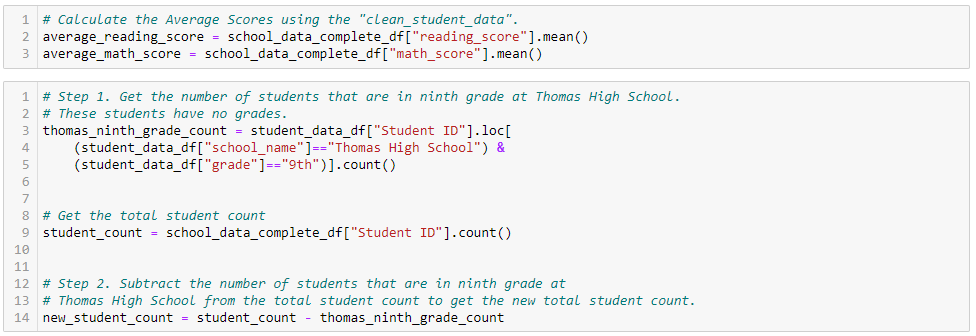 1 # Calculate the Average Scores using the "clean_student_data".
2 average_reading_score = school_data_complete_df["reading_score"].mean()
3 average_math_score = school_data_complete_df["math_score"].mean()
1 # Step 1. Get the number of students that are in ninth grade at Thomas High School.
2 # These students have no grades.
3 thomas_ninth_grade_count = student_data_df["Student ID"].loc[
4     (student_data_df["school_name"]=="Thomas High School") &
5     (student_data_df["grade"]=="9th")].count()
6
7
8 # Get the total student count
9 student_count = school_data_complete_df["Student ID"].count()
10
11
12 # Step 2. Subtract the number of students that are in ninth grade at
13 # Thomas High School from the total student count to get the new total student count.
14 new_student_count = student_count - thomas_ninth_grade_count